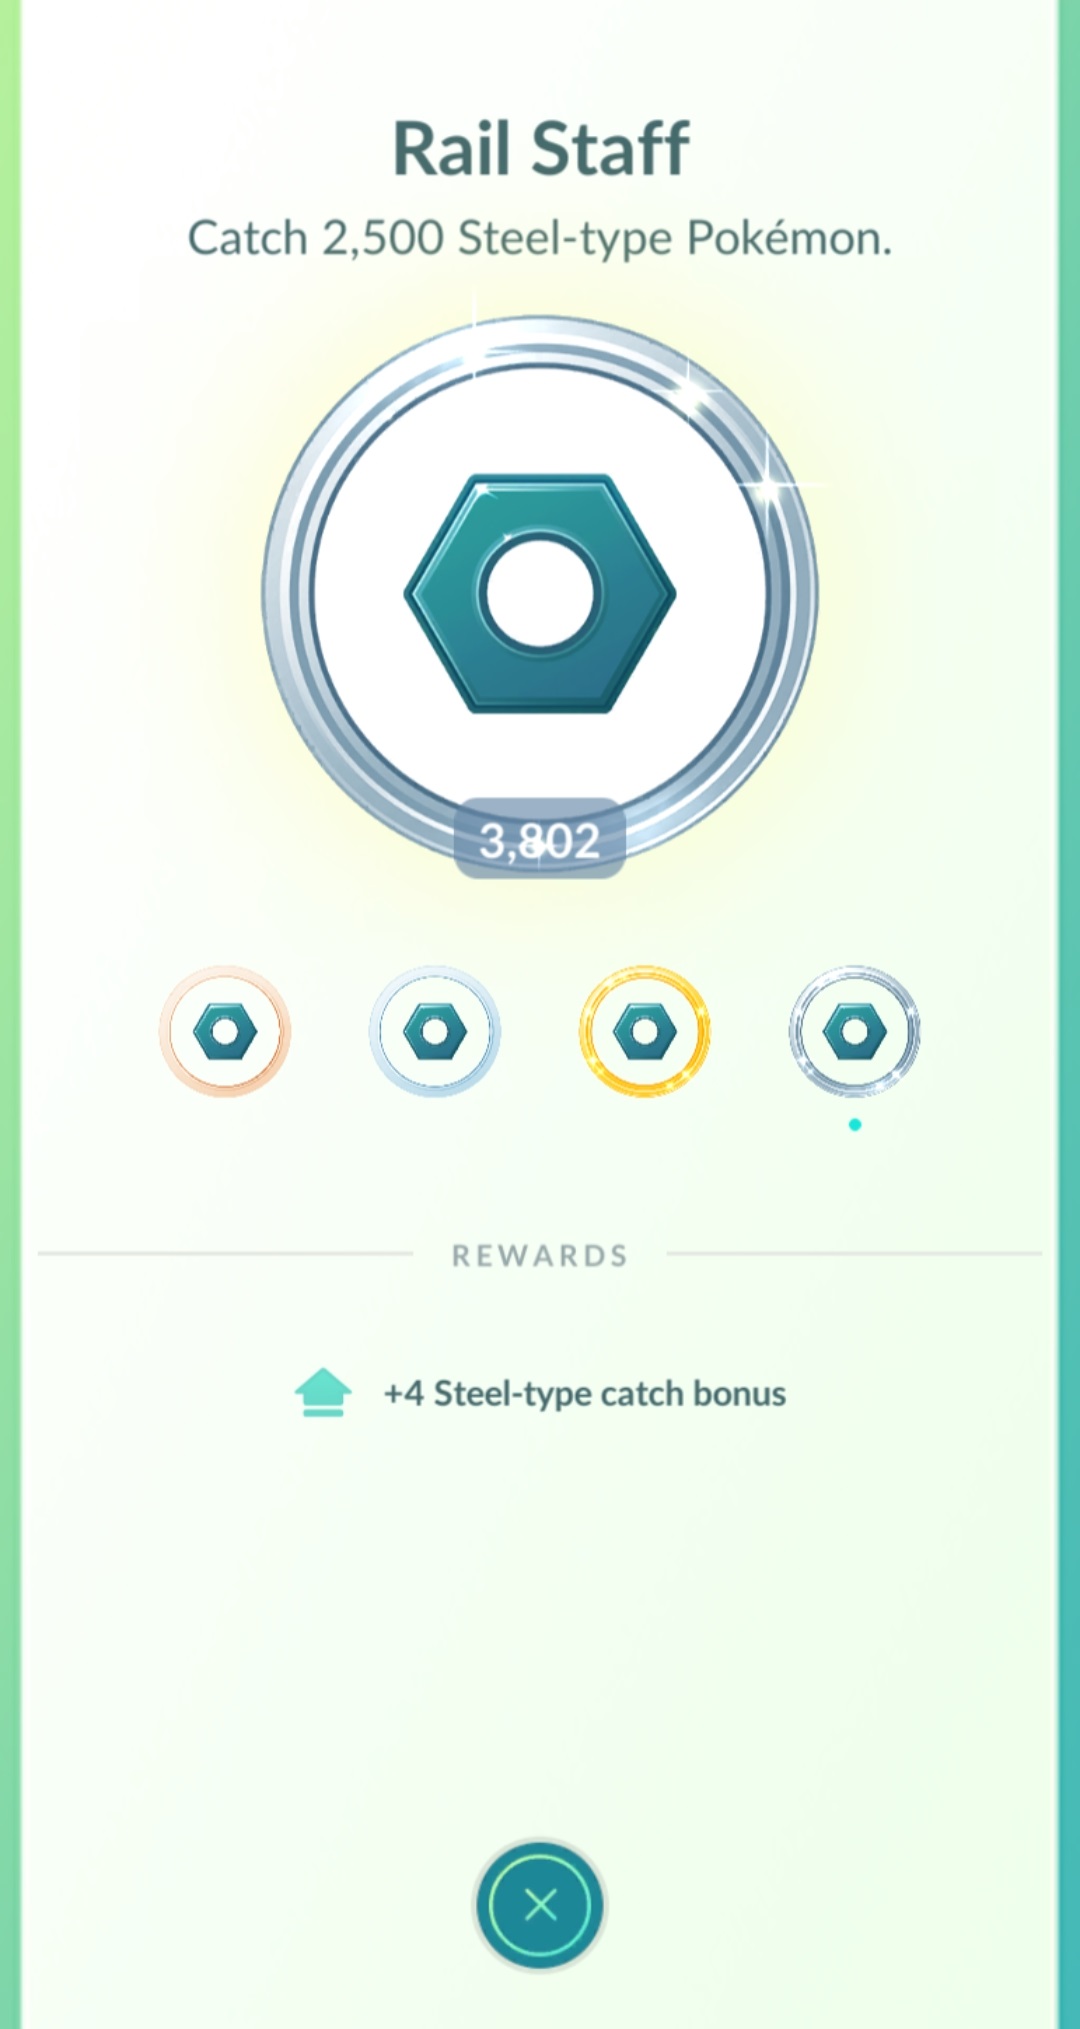 Rail Staff
Catch 2,500 Steel-type Pokémon.
3,802
REWARDS
+4 Steel-type catch bonus